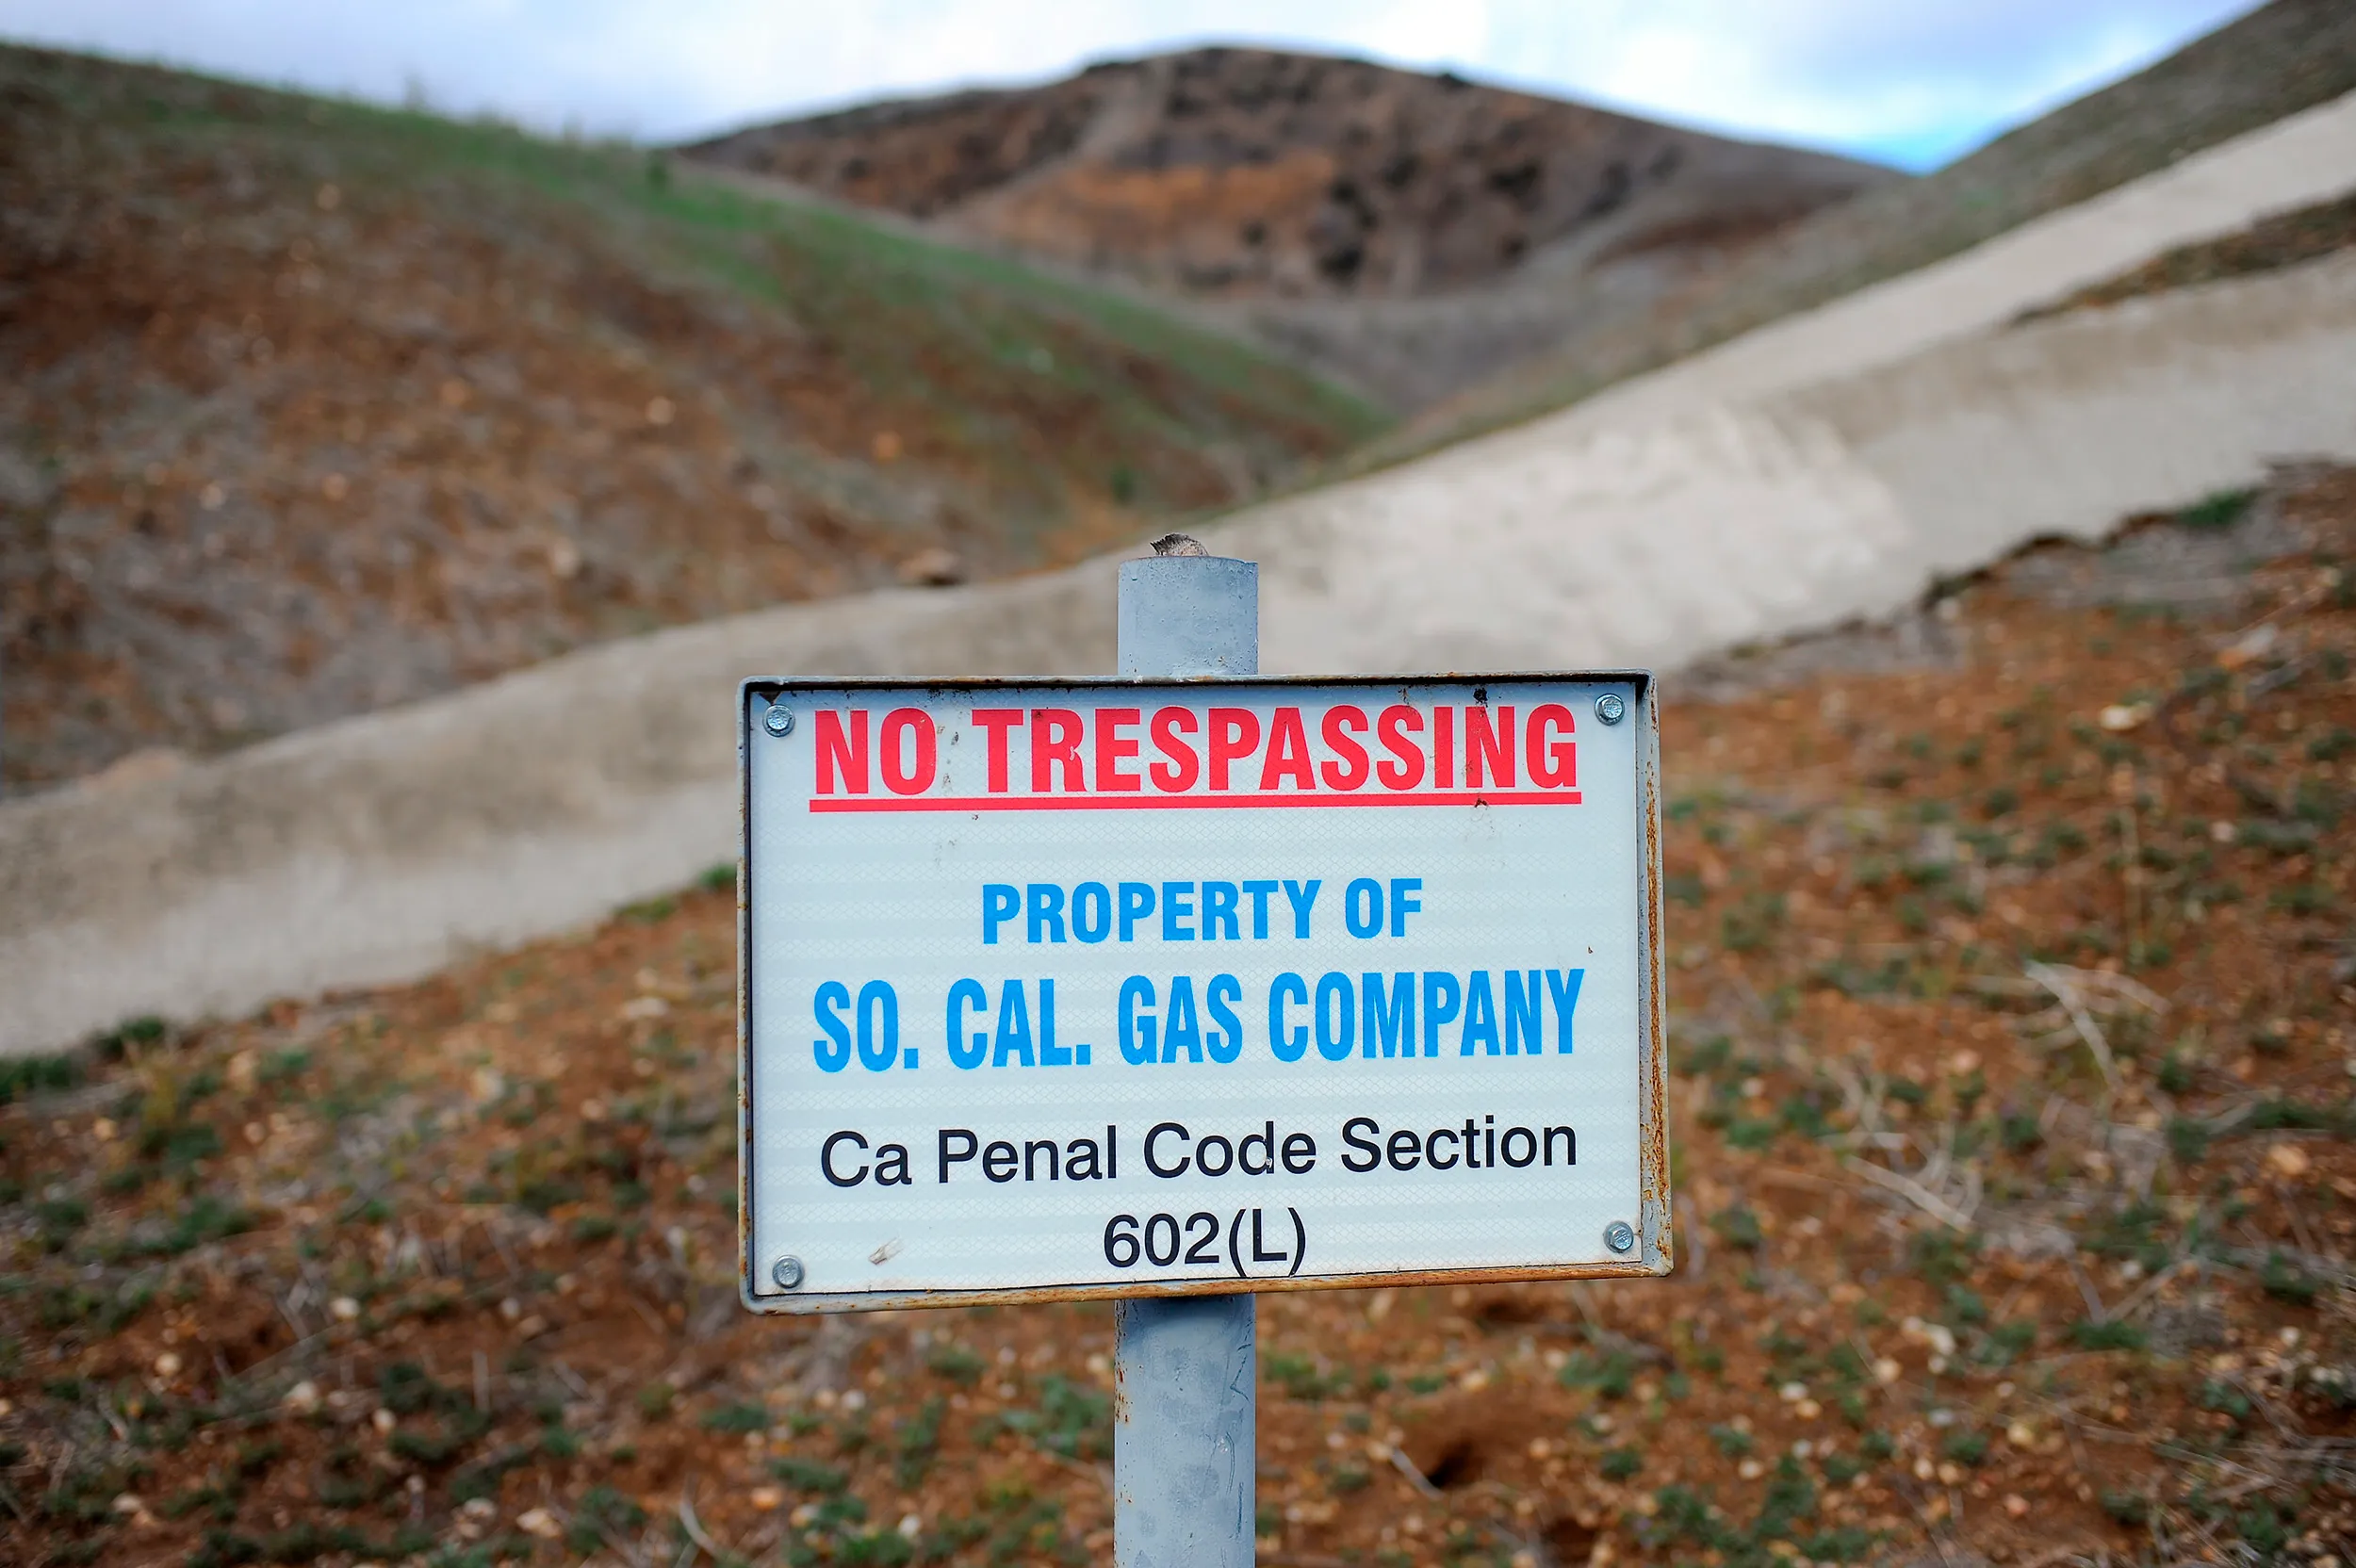 NO TRESPASSING
PROPERTY OF
SO. CAL. GAS COMPANY
Ca Penal Code Section
602(L)